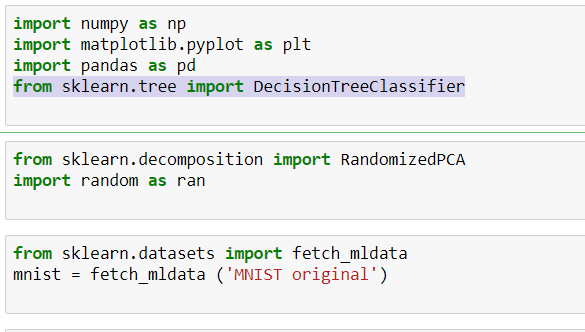 import numpy as np
import matplotlib.pyplot as plt
import pandas as pd
from sklearn.tree import DecisionTreeClassifier
from sklearn.decomposition import RandomizedPCA
import random as ran
from sklearn.datasets import fetch_mldata
mnist = fetch_mldata ('MNIST original')